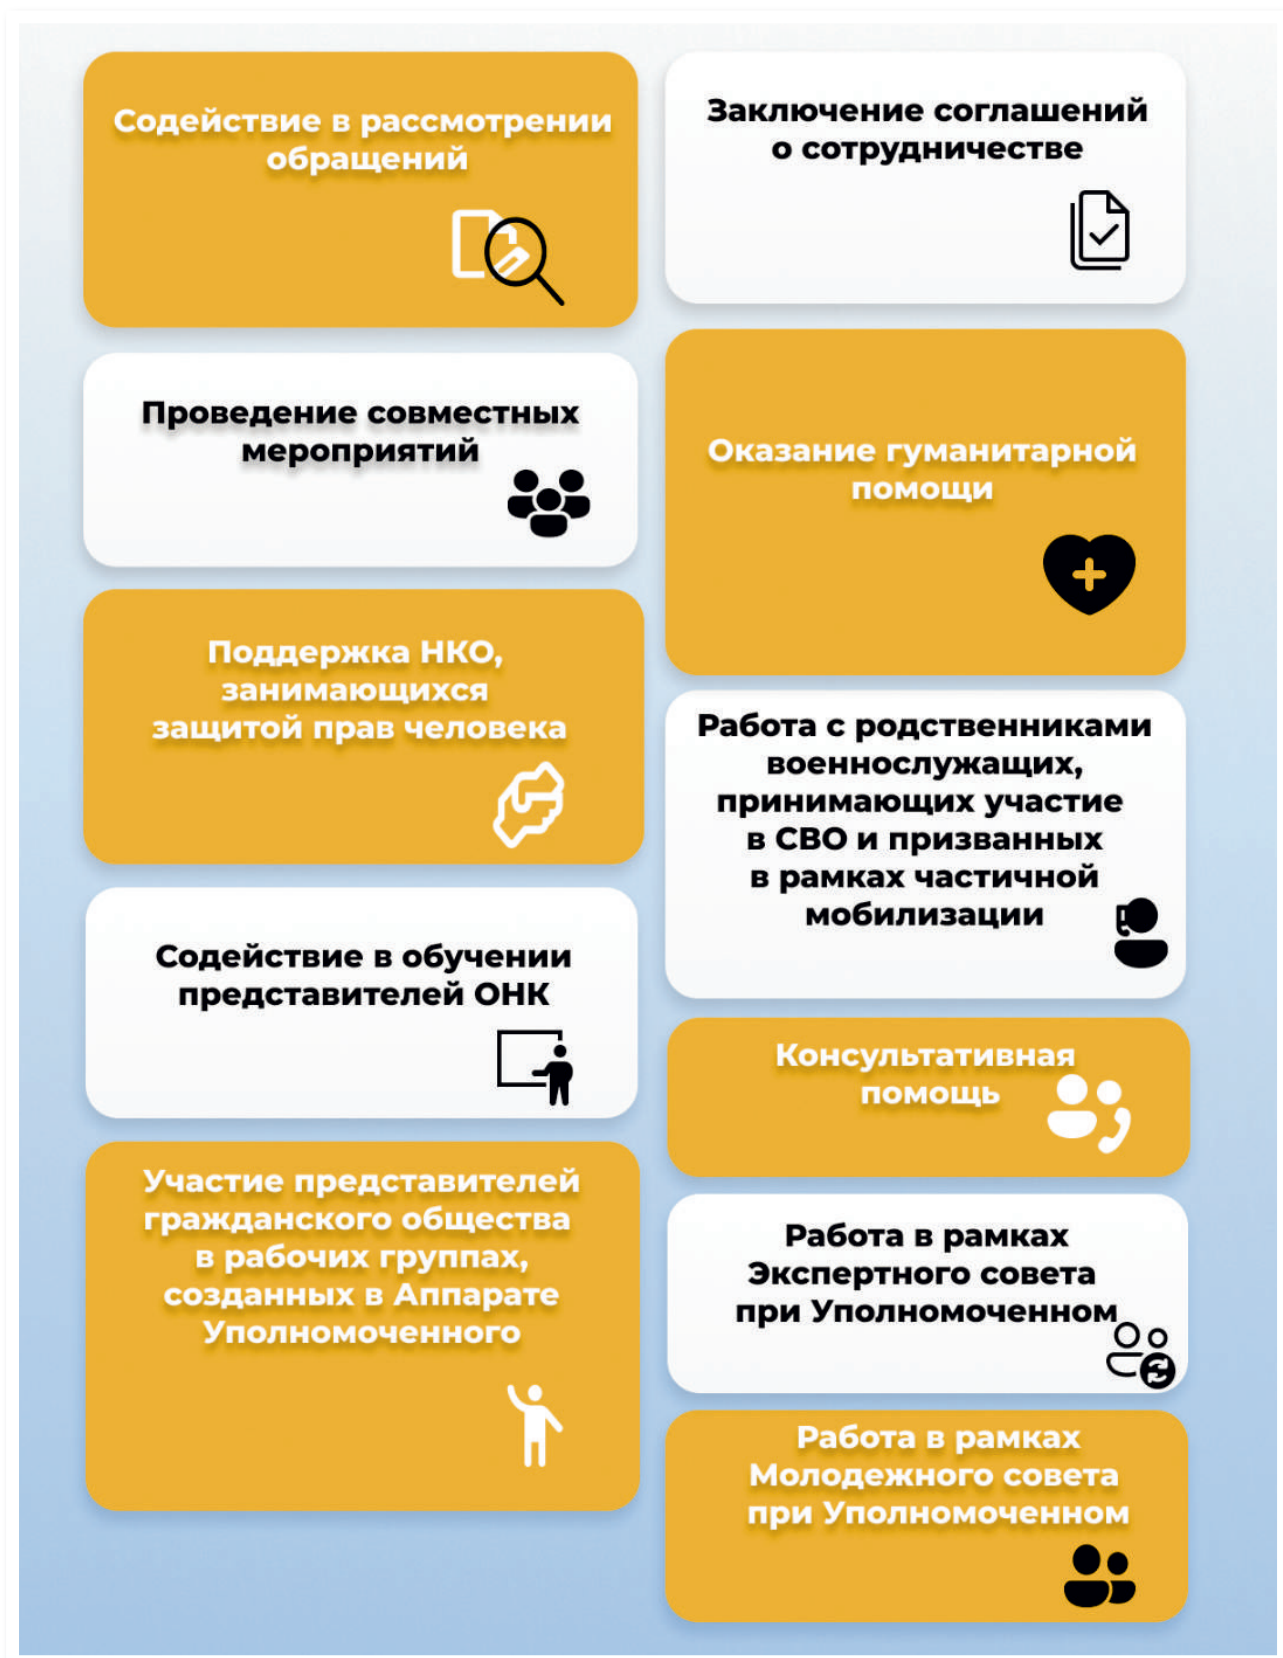 Содействие в рассмотрении
обращений
Проведение совместных
мероприятий
Поддержка НКО,
занимающихся
защитой прав человека
Содействие в обучении
представителей ОНК
Участие представителей
гражданского общества
в рабочих группах,
созданных в Аппарате
Уполномоченного
Заключение соглашений
о сотрудничестве
Оказание гуманитарной
помощи
Работа с родственниками
военнослужащих,
принимающих участие
в СВО и призванных
в рамках частичной
мобилизации
Консультативная
помощь
Работа в рамках
Экспертного совета
при Уполномоченном
Работа в рамках
Молодежного совета
при Уполномоченном